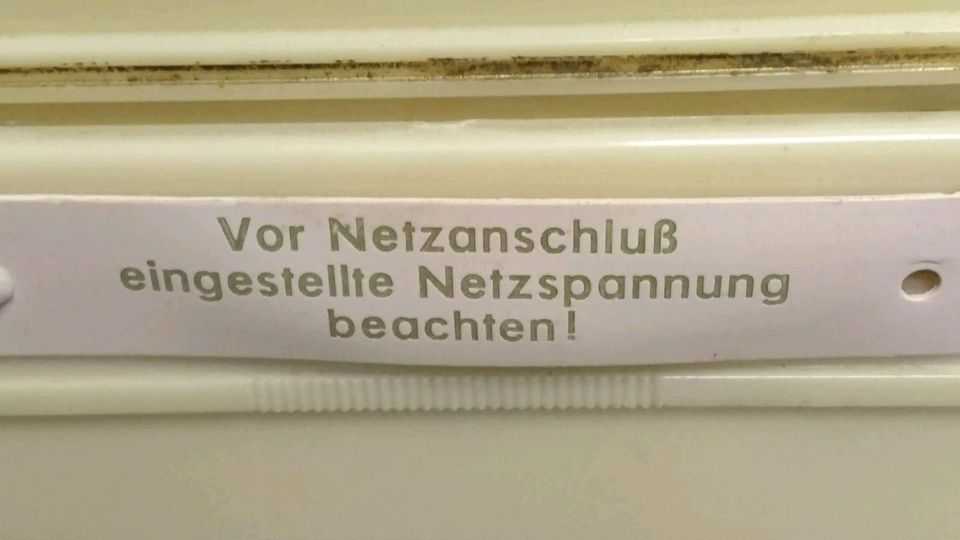 Vor Netzanschluß
eingestellte Netzspannung
beachten!